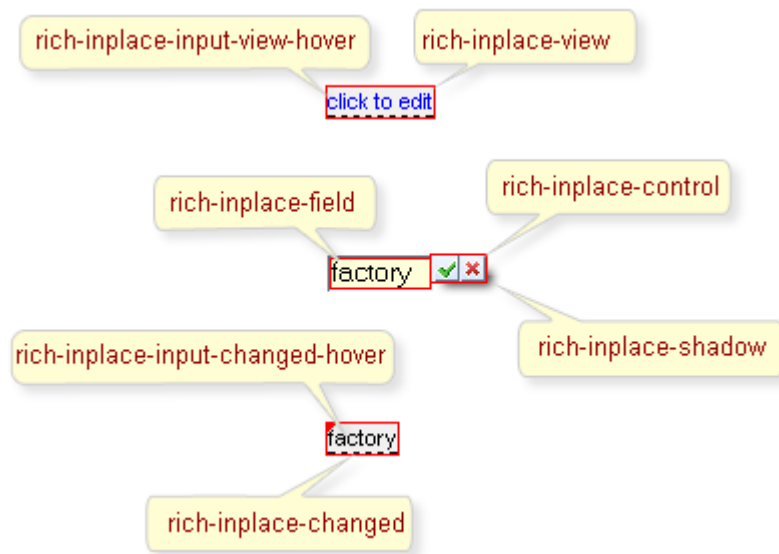 rich-inplace-input-view-hover
rich-inplace-view
click to edit
rich-inplace-field
rich-inplace-control
factory
rich-inplace-input-changed-hover
rich-inplace-shadow
factory
rich-inplace-changed